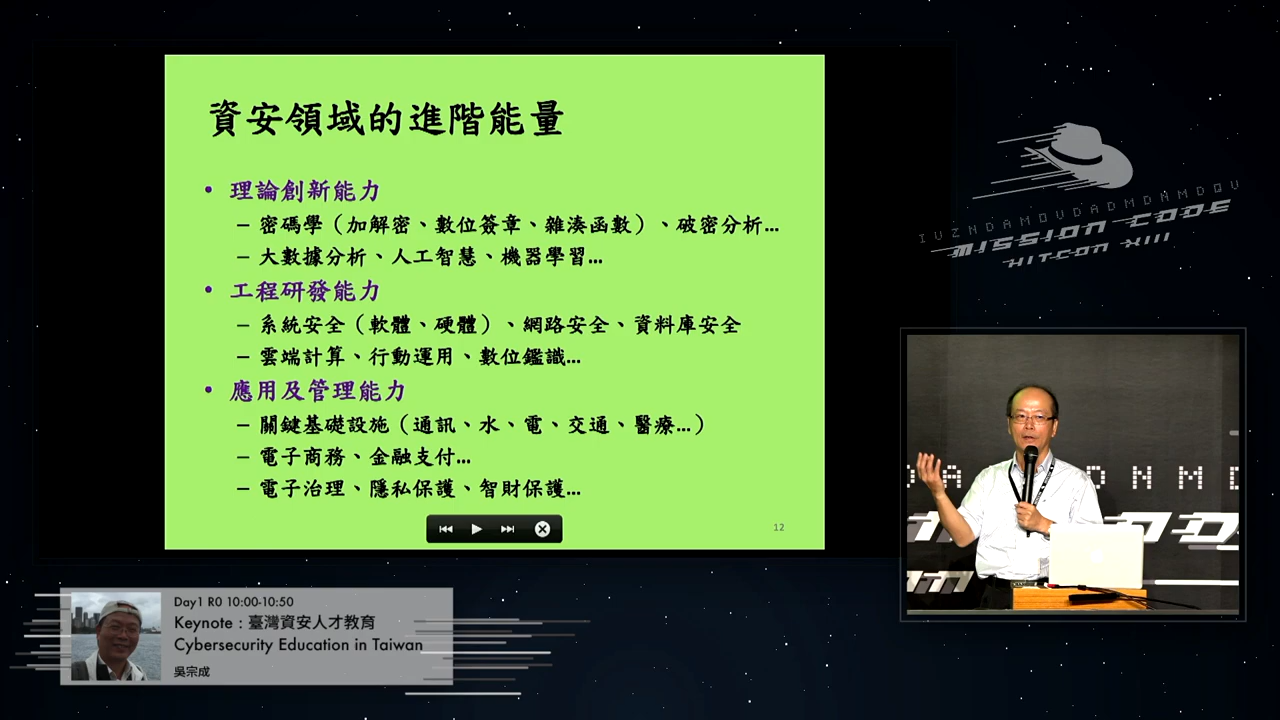 資安領域的進階能量
• 理論創新能力
– 密碼學（加解密、數位簽章、雜湊函數）、破密分析…
– 大數據分析、人工智慧、機器學習…
• 工程研發能力
– 系統安全（軟體、硬體）、網路安全、資料庫安全
– 雲端計算、行動運用、數位鑑識…
• 應用及管理能力
– 關鍵基礎設施（通訊、水、電、交通、醫療…）
– 電子商務、金融支付…
– 電子治理、隱私保護、智財保護…
12
IUZNDAMOVDADMDNMDQU
MISSION CODE
HITCON XIII
Day1 R0 10:00-10:50
Keynote：臺灣資安人才教育
Cybersecurity Education in Taiwan
吳宗成